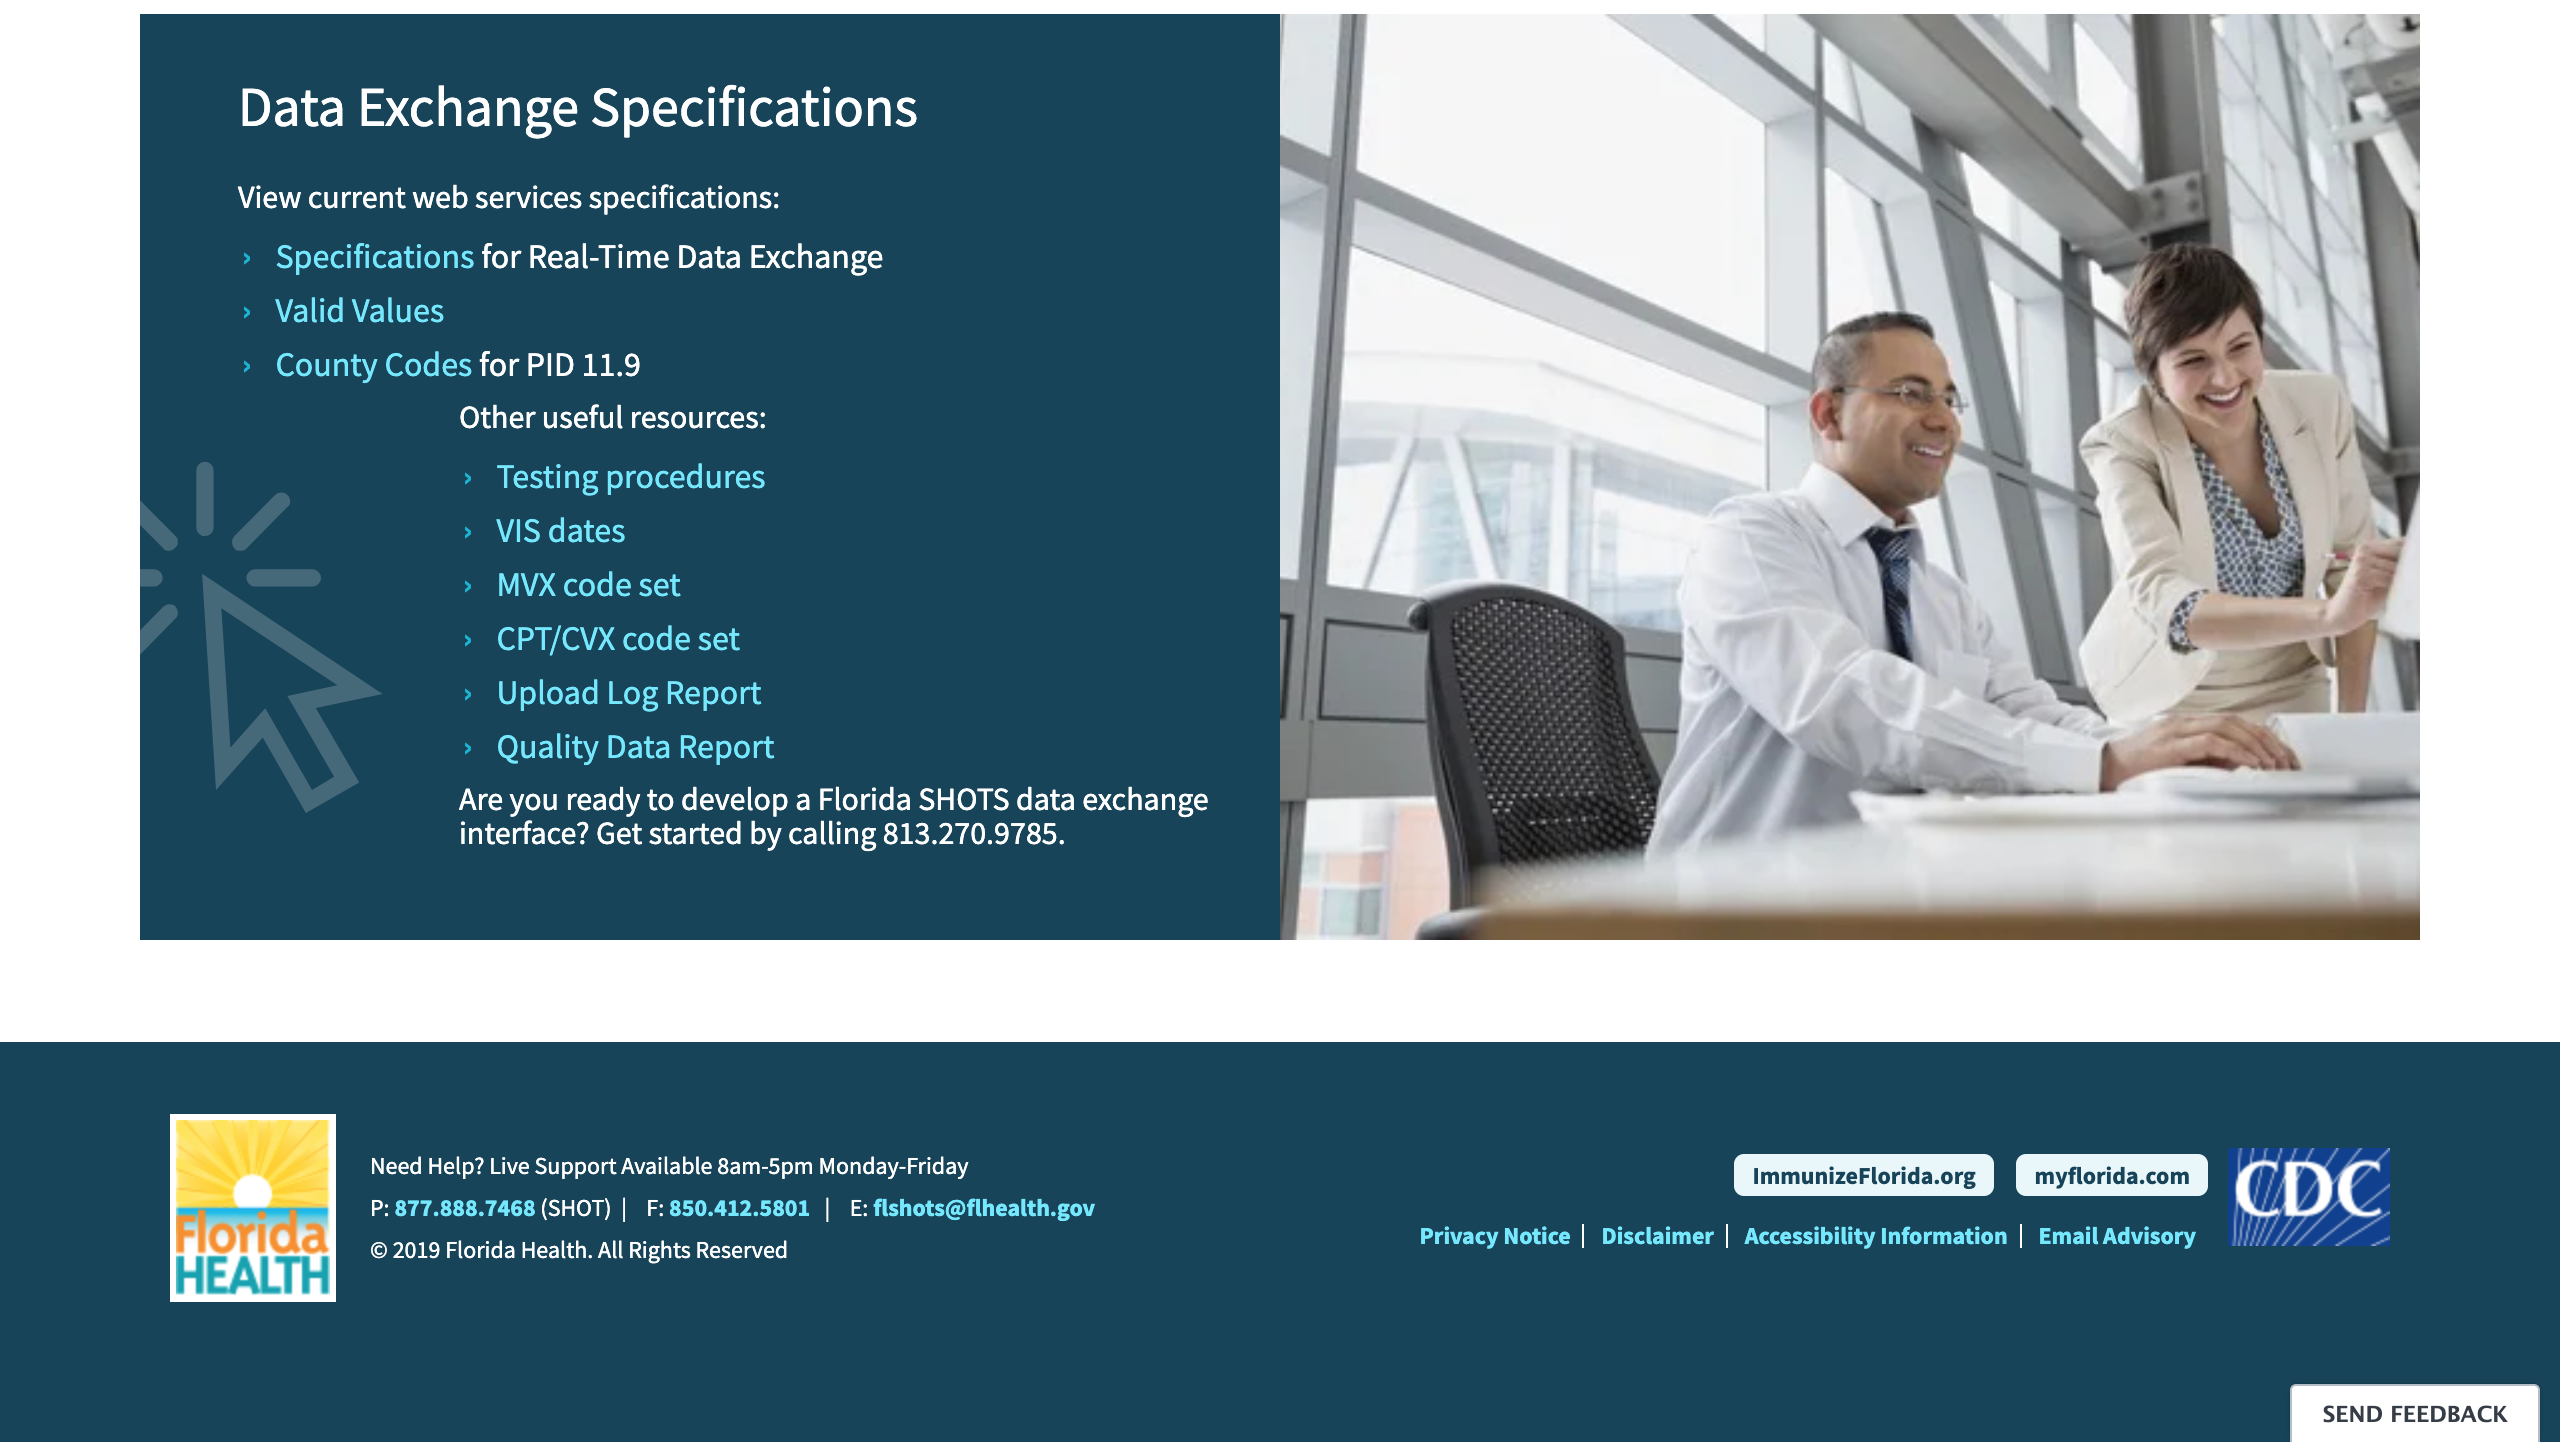 Data Exchange Specifications
View current web services specifications:
› Specifications for Real-Time Data Exchange
› Valid Values
› County Codes for PID 11.9
Other useful resources:
› Testing procedures
› VIS dates
› MVX code set
› CPT/CVX code set
› Upload Log Report
› Quality Data Report
Are you ready to develop a Florida SHOTS data exchange
interface? Get started by calling 813.270.9785.
Florida
HEALTH
Need Help? Live Support Available 8am-5pm Monday-Friday
P: 877.888.7468 (SHOT) | F: 850.412.5801 | E: flshots@flhealth.gov
© 2019 Florida Health. All Rights Reserved
ImmunizeFlorida.org myflorida.com
Privacy Notice | Disclaimer | Accessibility Information | Email Advisory
CDC
SEND FEEDBACK